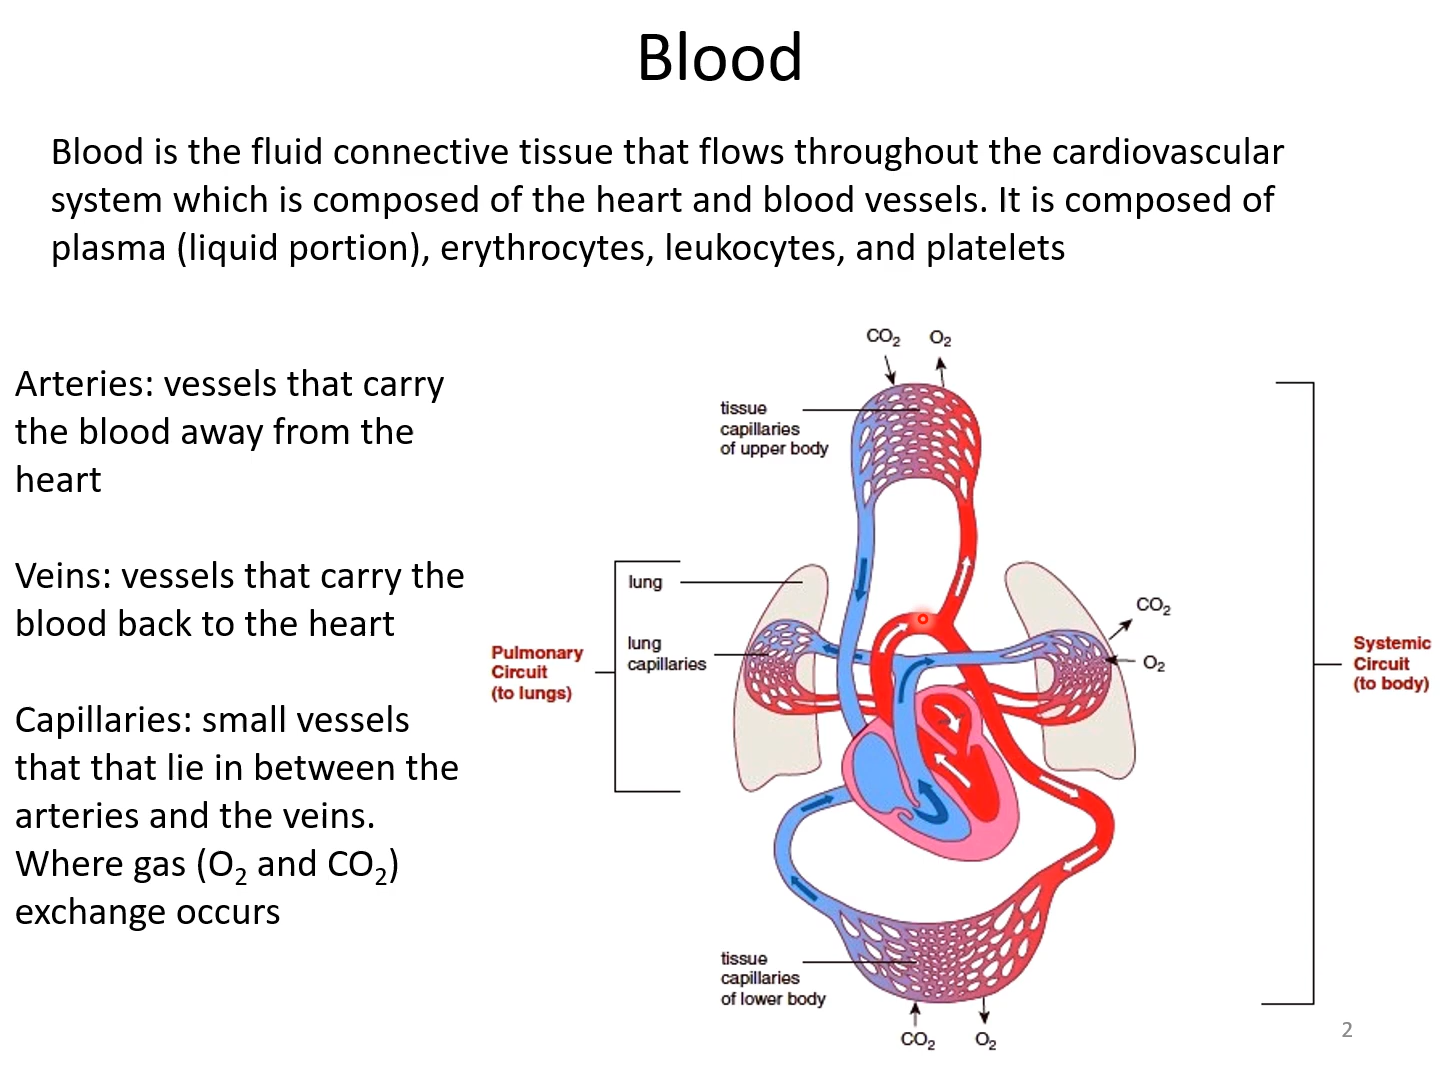 Blood
Blood is the fluid connective tissue that flows throughout the cardiovascular
system which is composed of the heart and blood vessels. It is composed of
plasma (liquid portion), erythrocytes, leukocytes, and platelets
Arteries: vessels that carry
the blood away from the
heart
Veins: vessels that carry the
blood back to the heart
Capillaries: small vessels
that that lie in between the
arteries and the veins.
Where gas (O₂ and CO₂)
exchange occurs
CO₂ O₂
tissue
capillaries
of upper body
lung
lung
capillaries
Pulmonary
Circuit
(to lungs)
CO₂
O₂
Systemic
Circuit
(to body)
tissue
capillaries
of lower body
CO₂ O₂
2